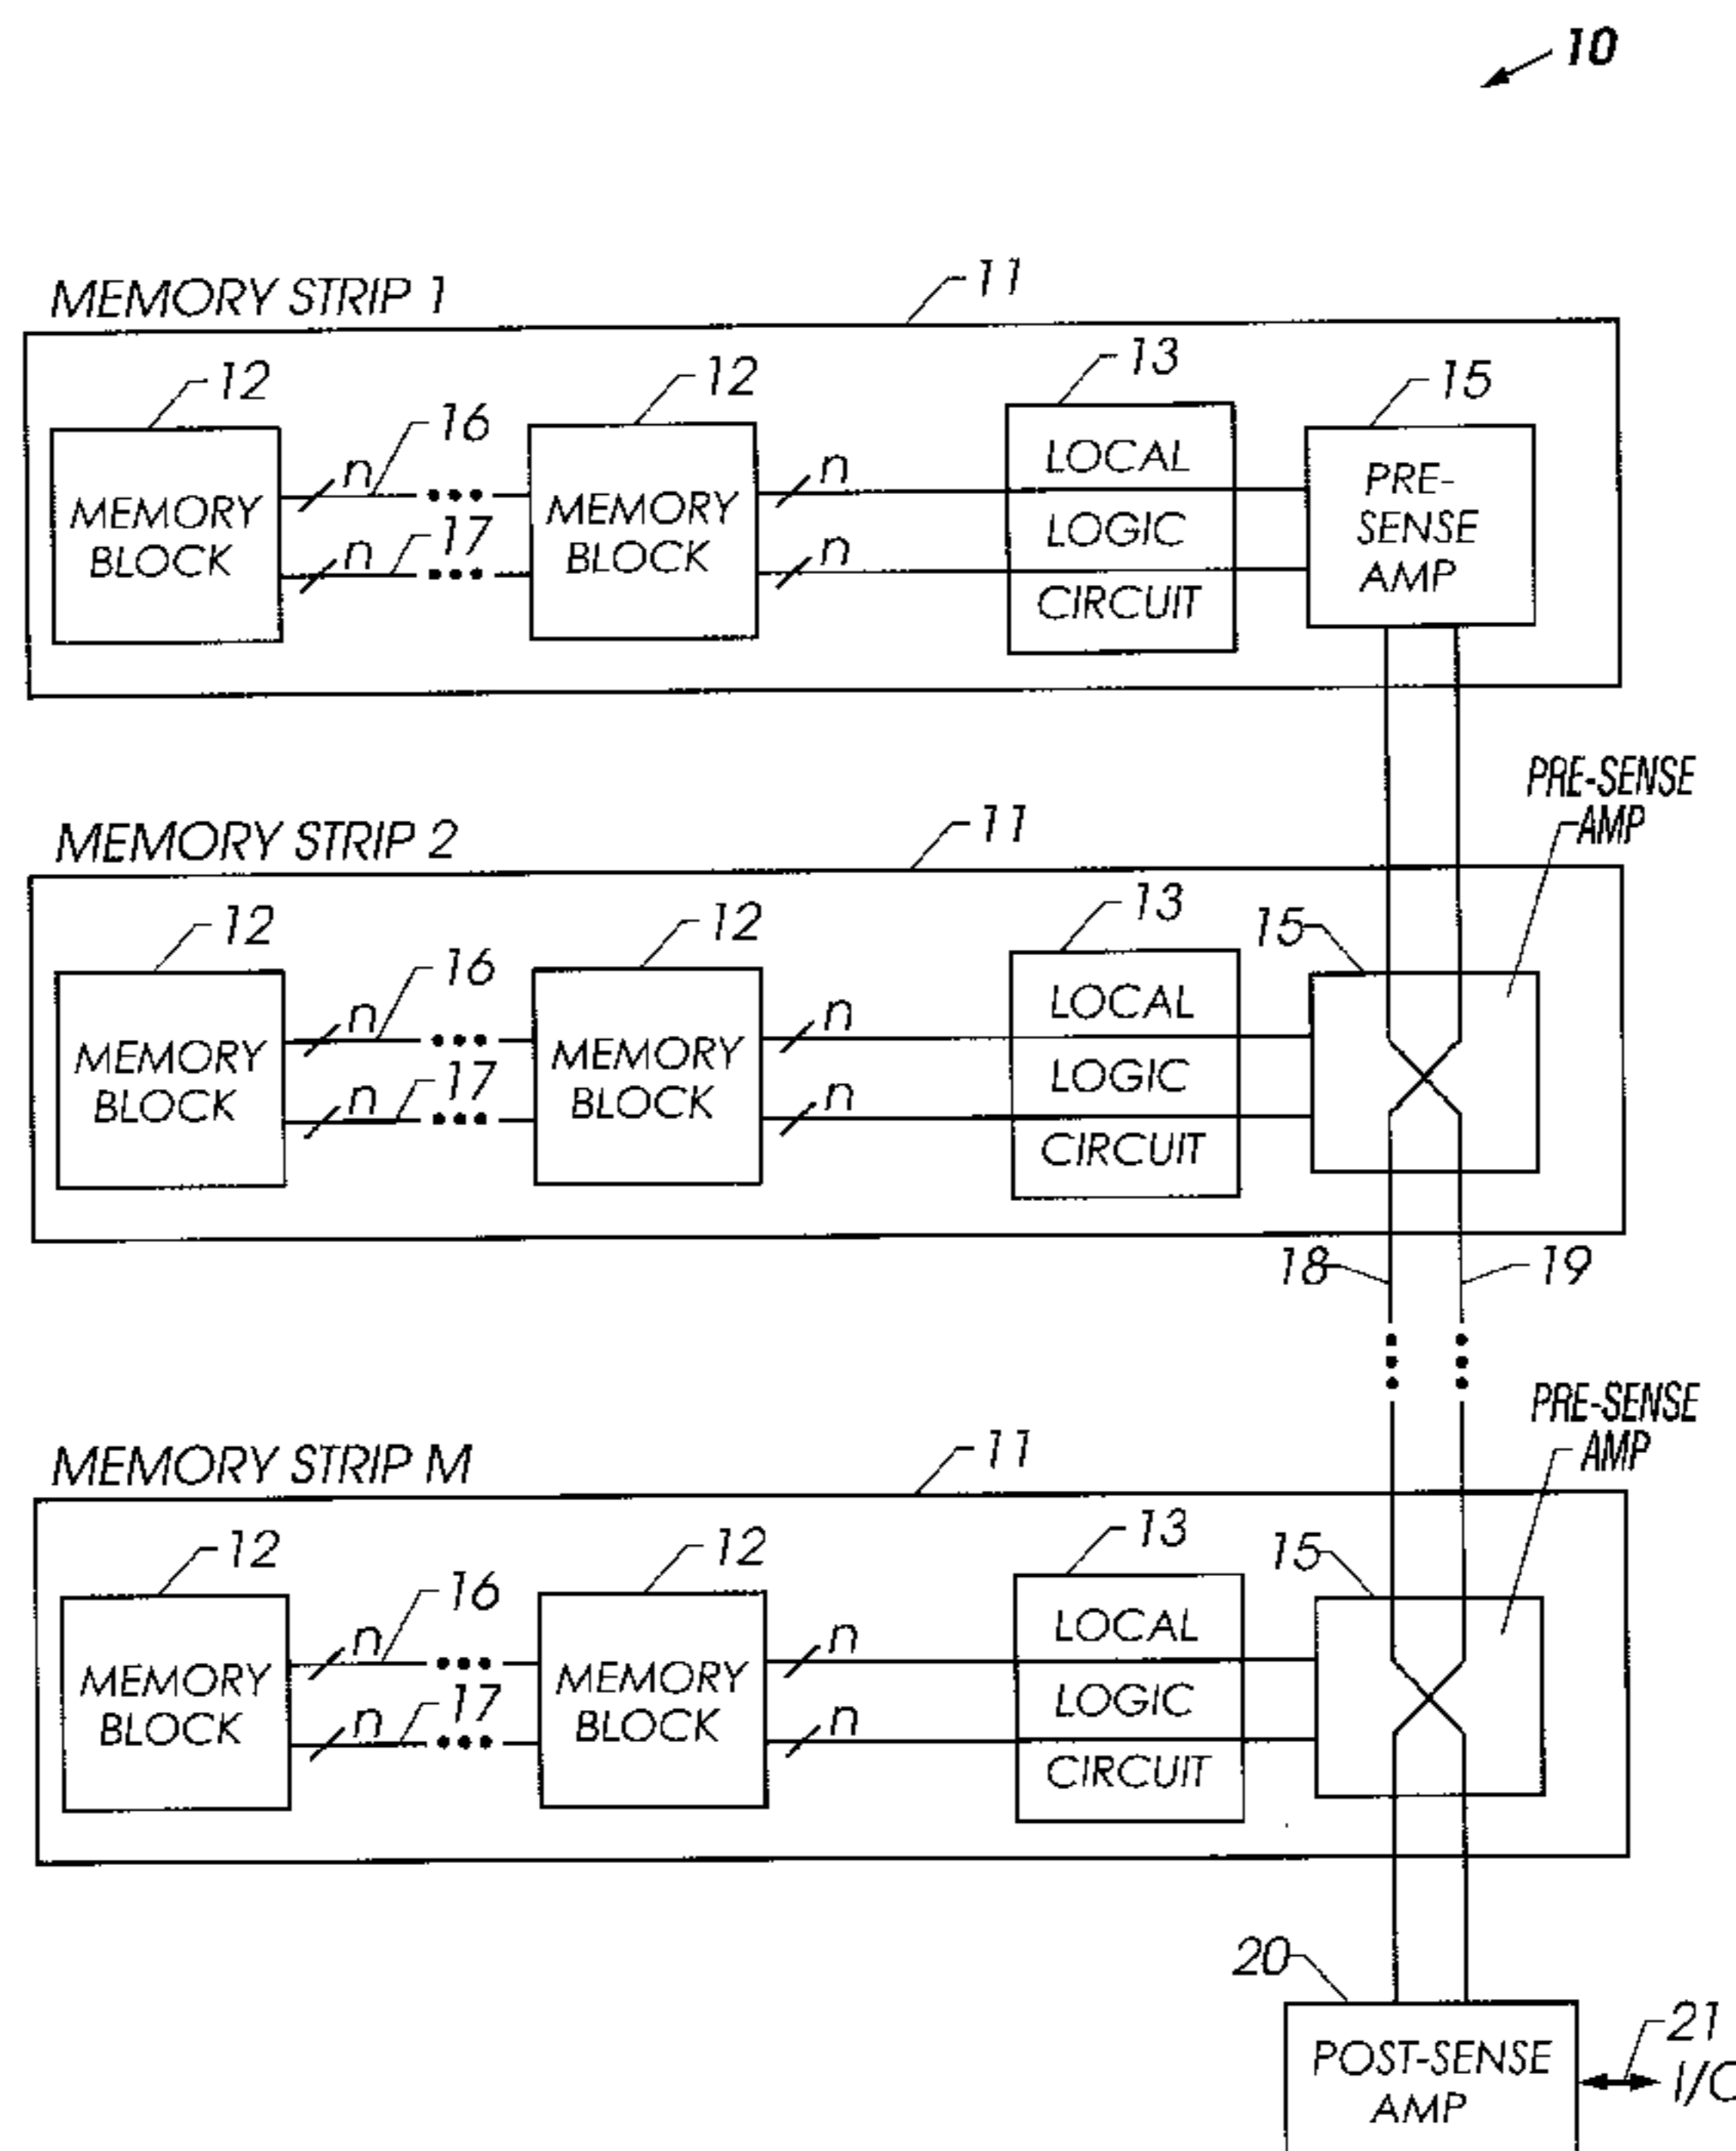 10
MEMORY STRIP 1
11
12
16
12
13
15
MEMORY
BLOCK
n
n
17
MEMORY
BLOCK
n
n
LOCAL
LOGIC
CIRCUIT
PRE-
SENSE
AMP
PRE-SENSE
AMP
MEMORY STRIP 2
11
12
16
12
13
15
MEMORY
BLOCK
n
n
17
MEMORY
BLOCK
n
n
LOCAL
LOGIC
CIRCUIT
18
19
PRE-SENSE
AMP
MEMORY STRIP M
11
12
16
12
13
15
MEMORY
BLOCK
n
n
17
MEMORY
BLOCK
n
n
LOCAL
LOGIC
CIRCUIT
20
POST-SENSE
AMP
21